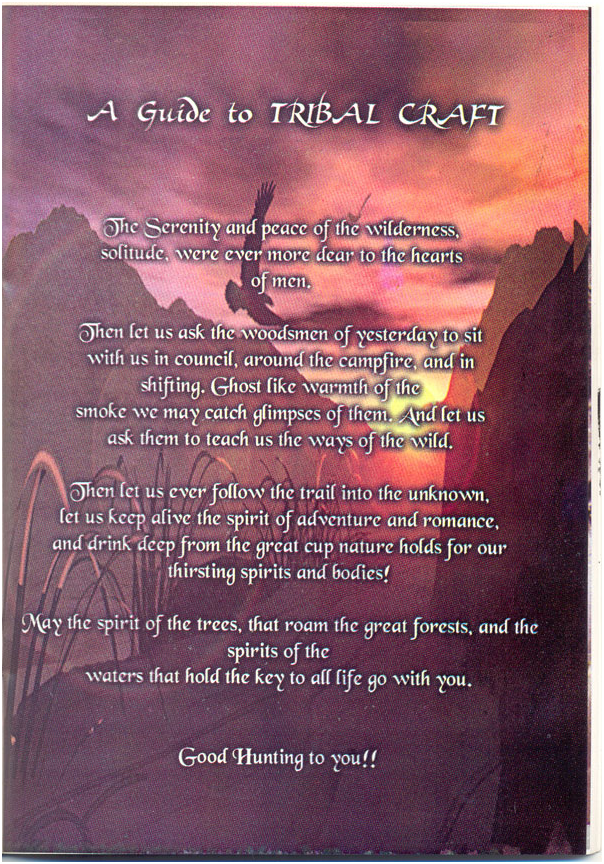 A Guide to TRIBAL CRAFT
The Serenity and peace of the wilderness,
solitude, were ever more dear to the hearts
of men.
Then let us ask the woodsmen of yesterday to sit
with us in council, around the campfire, and in
shifting. Ghost like warmth of the
smoke we may catch glimpses of them. And let us
ask them to teach us the ways of the wild.
Then let us ever follow the trail into the unknown,
let us keep alive the spirit of adventure and romance,
and drink deep from the great cup nature holds for our
thirsting spirits and bodies!
May the spirit of the trees, that roam the great forests, and the
spirits of the
waters that hold the key to all life go with you.
Good Hunting to you!!